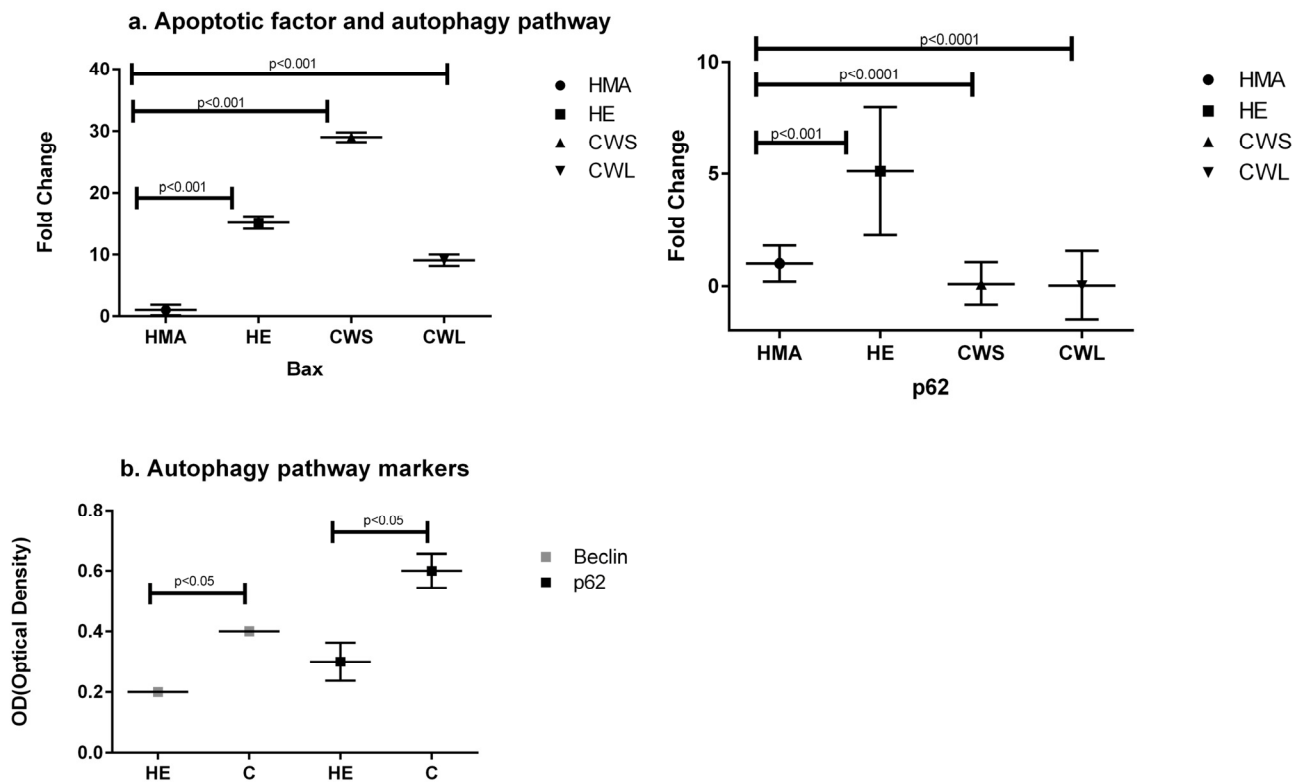 a. Apoptotic factor and autophagy pathway
40
30
20
10
0
Fold Change
p<0.001
p<0.001
p<0.001
HMA
HE
CWS
CWL
Bax
HMA
HE
CWS
CWL
10
5
0
Fold Change
p<0.0001
p<0.0001
p<0.001
HMA
HE
CWS
CWL
p62
HMA
HE
CWS
CWL
b. Autophagy pathway markers
0.8
0.6
0.4
0.2
0.0
OD(Optical Density)
p<0.05
p<0.05
HE
C
HE
C
Beclin
p62